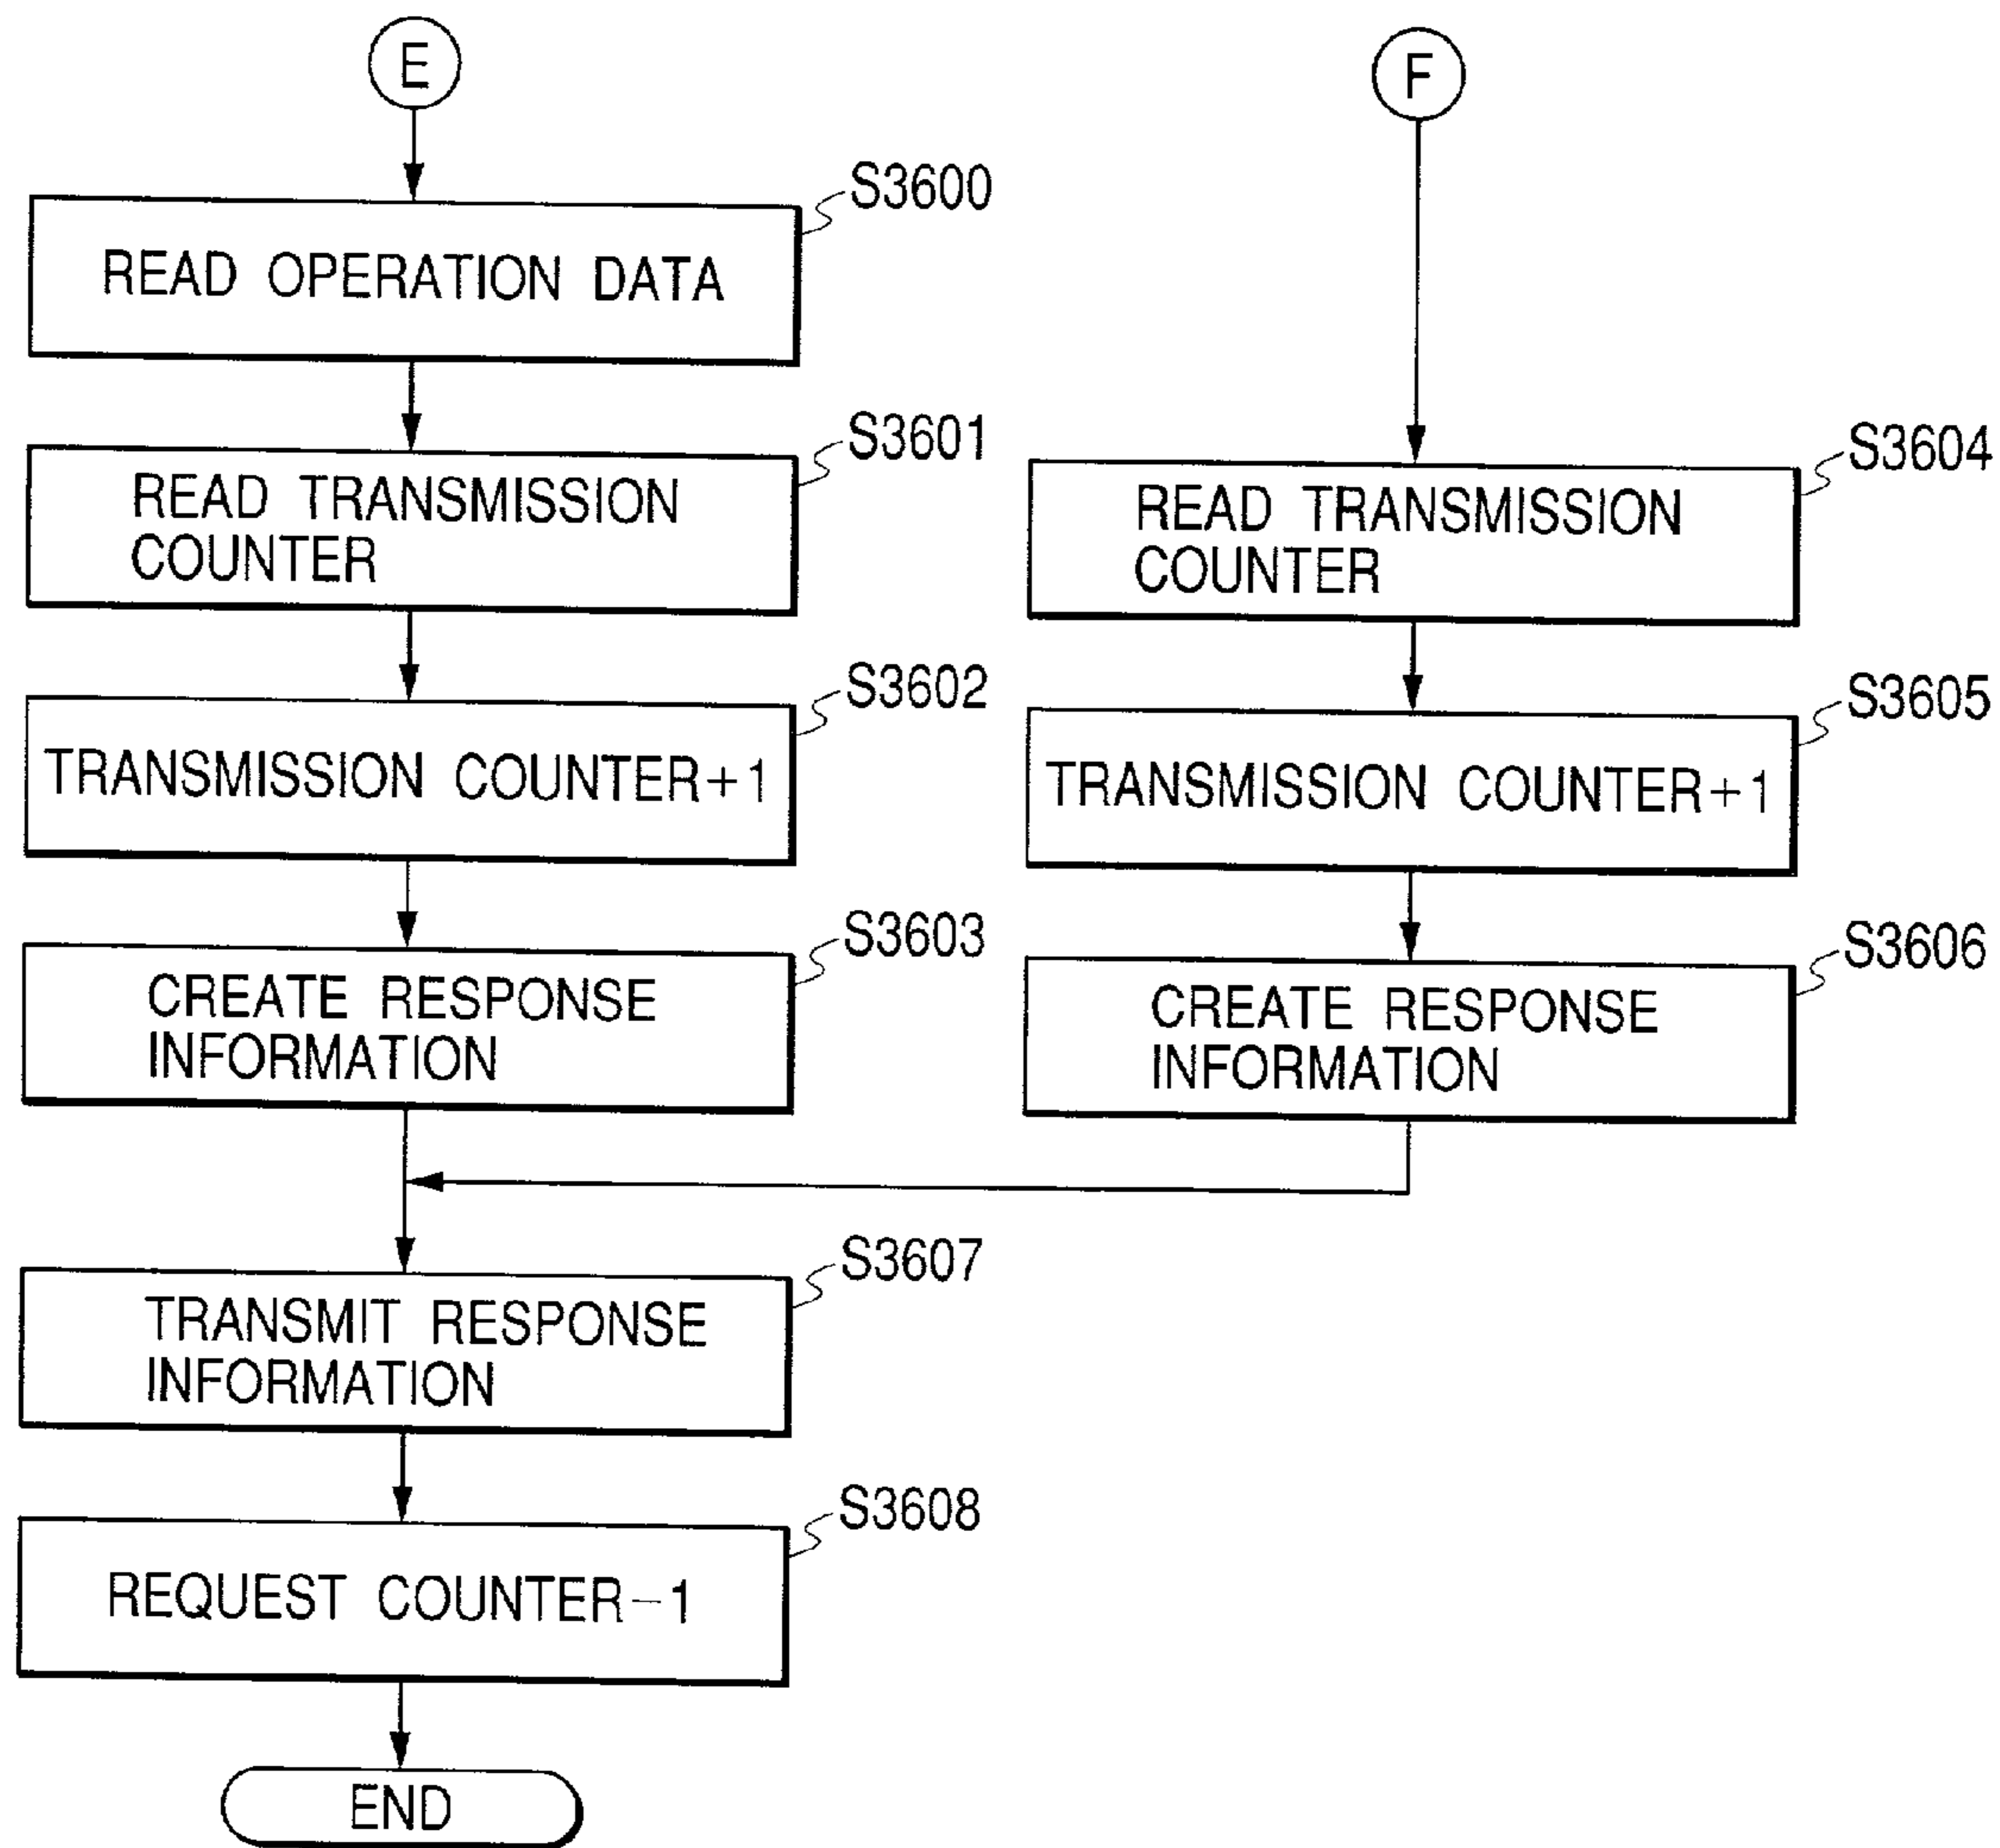 E
S3600
READ OPERATION DATA
S3601
READ TRANSMISSION
COUNTER
S3602
TRANSMISSION COUNTER+1
S3603
CREATE RESPONSE
INFORMATION
F
S3604
READ TRANSMISSION
COUNTER
S3605
TRANSMISSION COUNTER+1
S3606
CREATE RESPONSE
INFORMATION
S3607
TRANSMIT RESPONSE
INFORMATION
S3608
REQUEST COUNTER-1
END